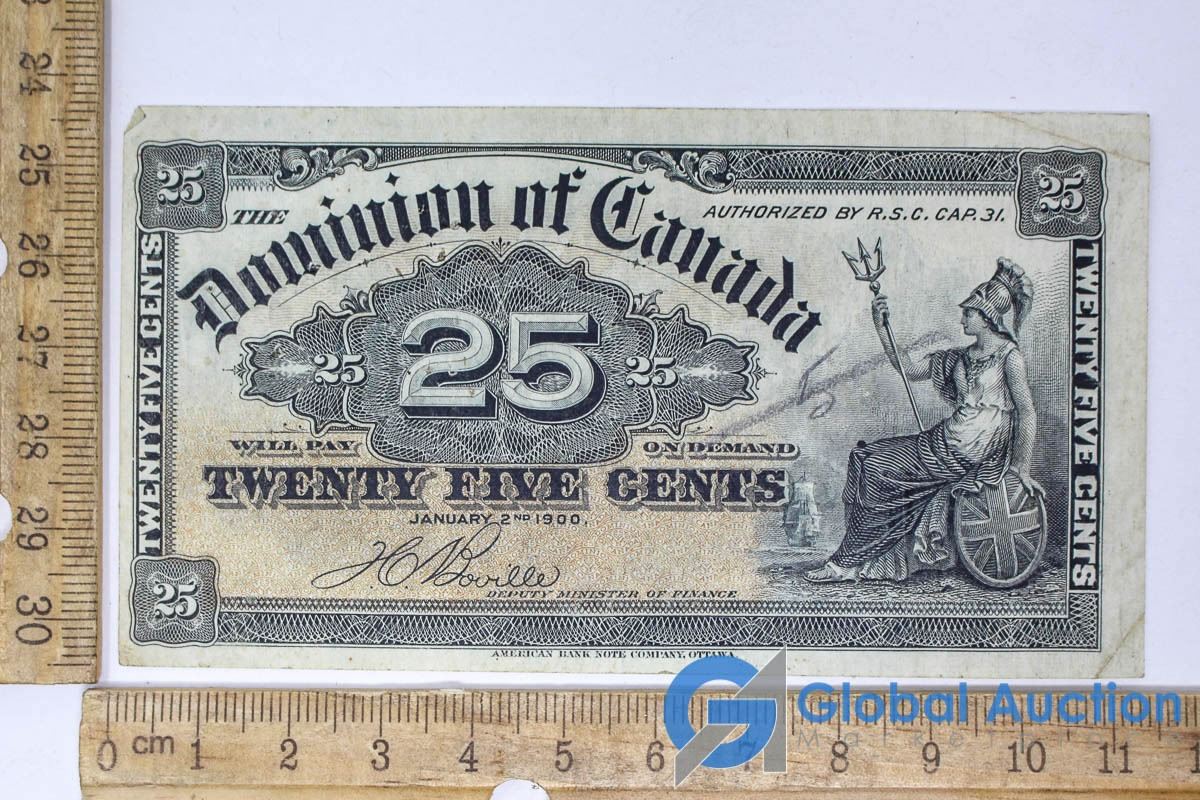 25
25
THE Dominion of Canada
AUTHORIZED BY R.S.C. CAP. 31.
TWENTY FIVE CENTS
TWENTY FIVE CENTS
25
25
25
WILL PAY ON DEMAND
TWENTY FIVE CENTS
JANUARY 2ND 1900.
H C Boville
DEPUTY MINISTER OF FINANCE
25
AMERICAN BANK NOTE COMPANY, OTTAWA.
24
25
26
27
28
29
30
0 cm 1 2 3 4 5 6 7 8 9 10 11
Global Auction